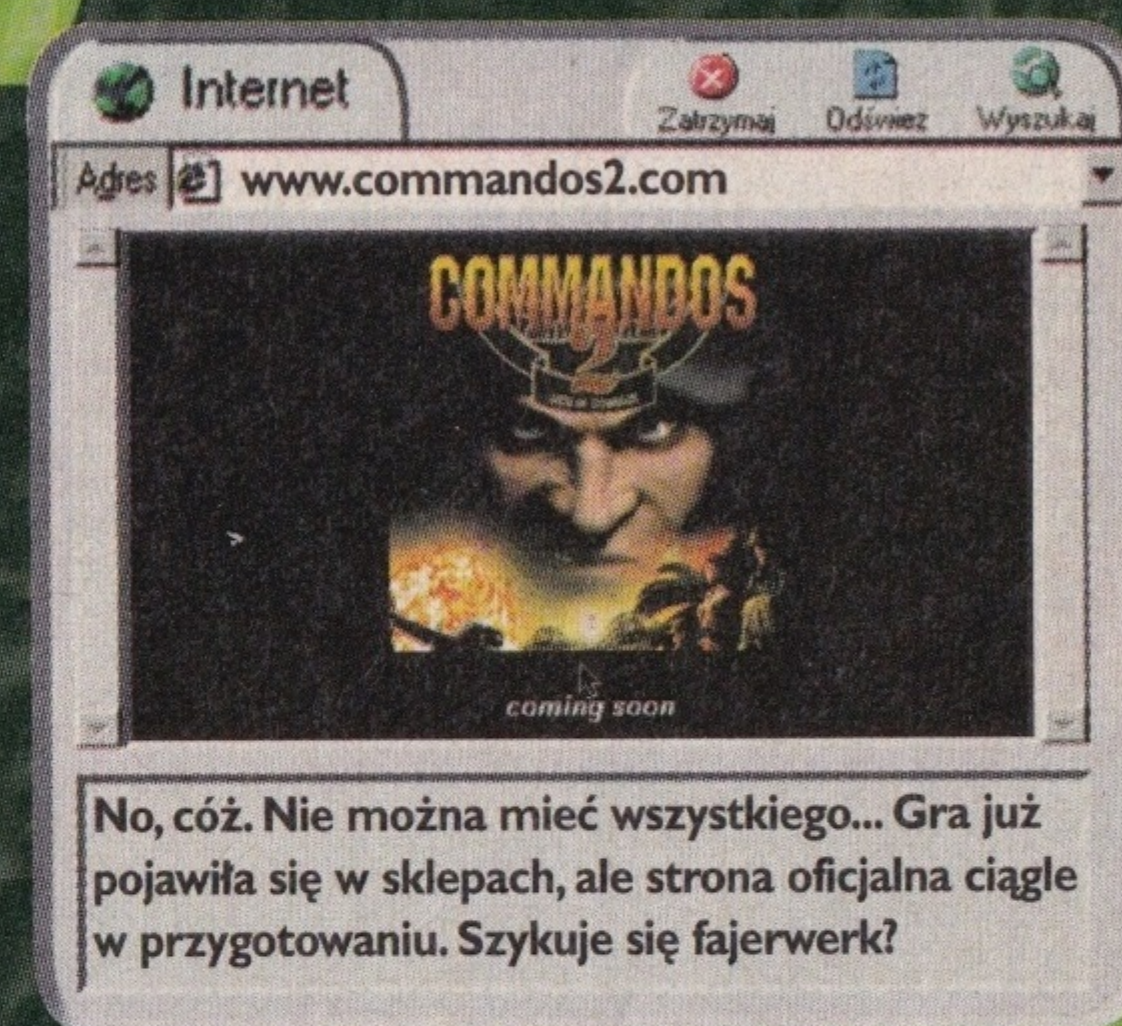 Internet
Zatrzymaj Odśwież Wyszukaj
Adres www.commandos2.com
COMMANDOS
2
coming soon
No, cóż. Nie można mieć wszystkiego... Gra już
pojawiła się w sklepach, ale strona oficjalna ciągle
w przygotowaniu. Szykuje się fajerwerk?